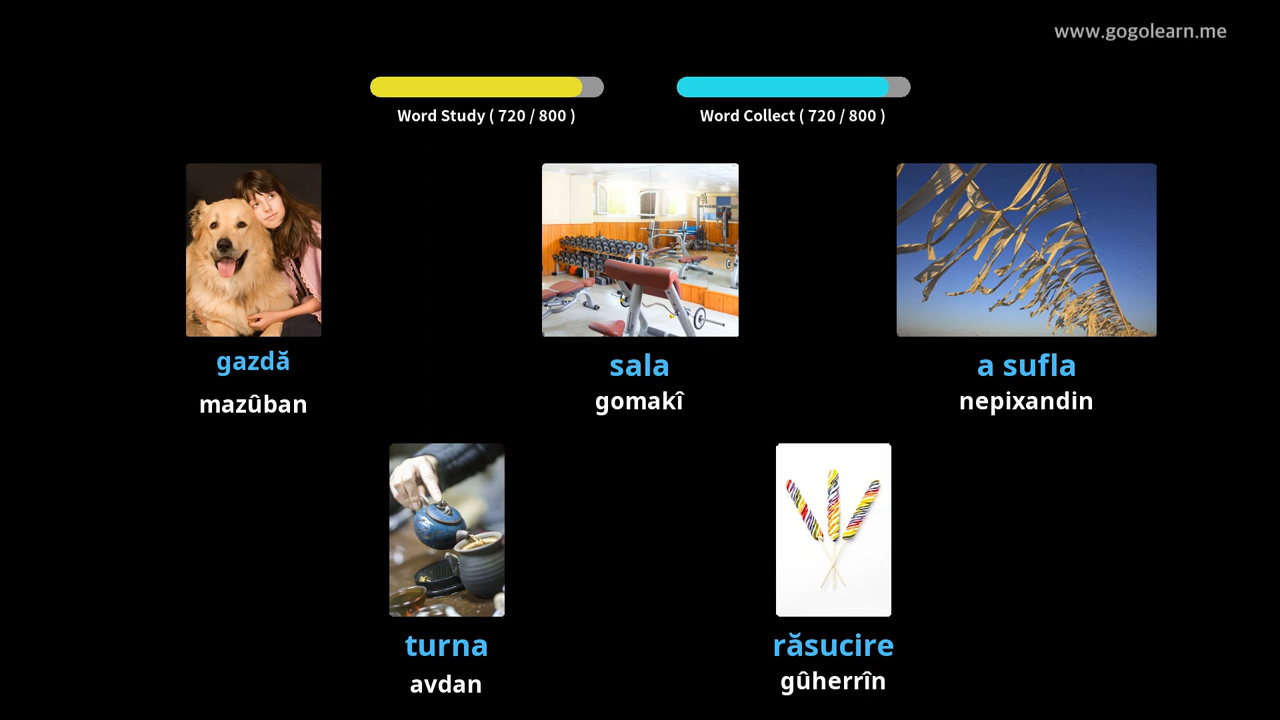 www.gogolearn.me
Word Study ( 720 / 800 )
Word Collect ( 720 / 800 )
gazdă
sala
a sufla
mazûban
gomakî
nepixandin
turna
răsucire
avdan
gûherrîn